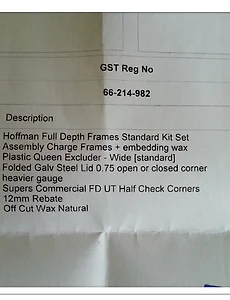 GST Reg No
66-214-982
Description
Hoffman Full Depth Frames Standard Kit Set
Assembly Charge Frames + embedding wax
Plastic Queen Excluder - Wide [standard]
Folded Galv Steel Lid 0.75 open or closed corner
heavier gauge
Supers Commercial FD UT Half Check Corners
12mm Rebate
Off Cut Wax Natural